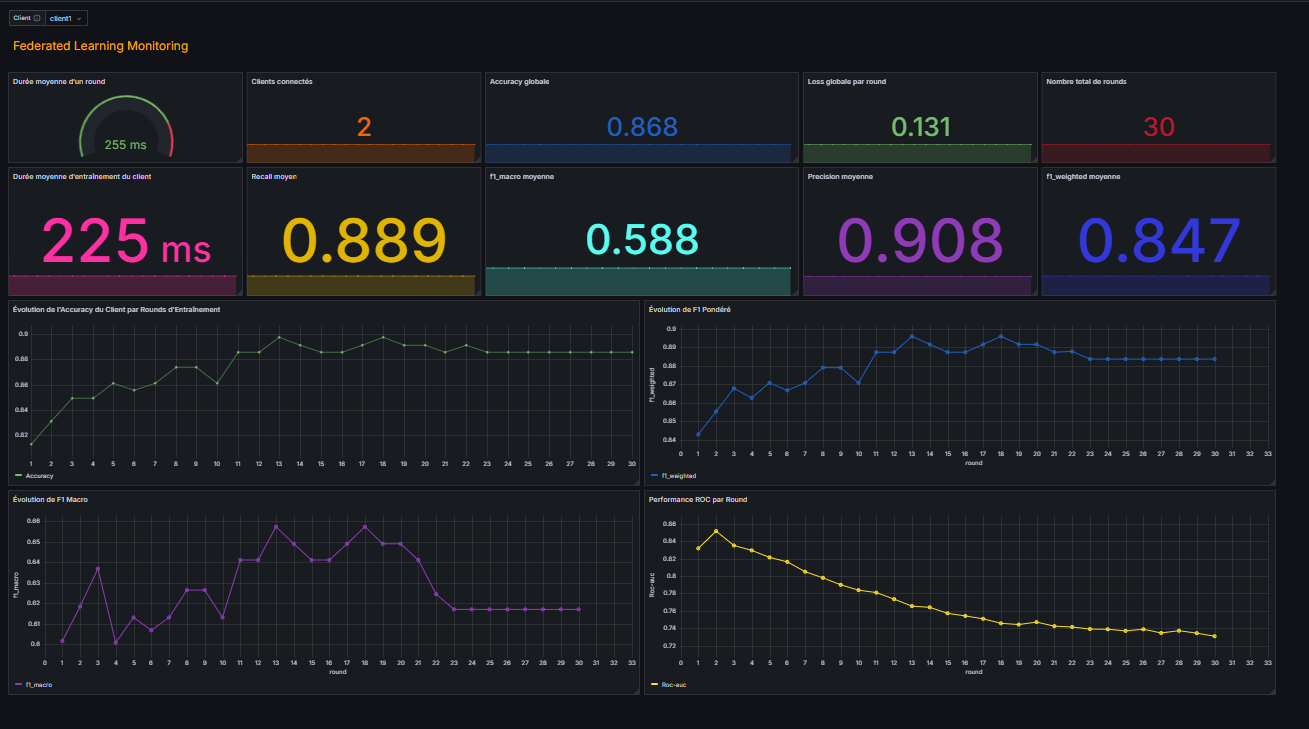 Client client1
Federated Learning Monitoring
Durée moyenne d'un round
255 ms
Clients connectés
2
Accuracy globale
0.868
Loss globale par round
0.131
Nombre total de rounds
30
Durée moyenne d'entraînement du client
225 ms
Recall moyen
0.889
f1_macro moyenne
0.588
Precision moyenne
0.908
f1_weighted moyenne
0.847
Évolution de l'Accuracy du Client par Rounds d'Entraînement
0.9
0.88
0.86
0.84
0.82
1 2 3 4 5 6 7 8 9 10 11 12 13 14 15 16 17 18 19 20 21 22 23 24 25 26 27 28 29 30
Accuracy
Évolution de F1 Pondéré
f1_weighted
0.9
0.89
0.88
0.87
0.86
0.85
0.84
0 1 2 3 4 5 6 7 8 9 10 11 12 13 14 15 16 17 18 19 20 21 22 23 24 25 26 27 28 29 30 31 32 33
round
f1_weighted
Évolution de F1 Macro
f1_macro
0.66
0.65
0.64
0.63
0.62
0.61
0.6
0 1 2 3 4 5 6 7 8 9 10 11 12 13 14 15 16 17 18 19 20 21 22 23 24 25 26 27 28 29 30 31 32 33
round
f1_macro
Performance ROC par Round
Roc-auc
0.86
0.84
0.82
0.8
0.78
0.76
0.74
0.72
0 1 2 3 4 5 6 7 8 9 10 11 12 13 14 15 16 17 18 19 20 21 22 23 24 25 26 27 28 29 30 31 32 33
round
Roc-auc